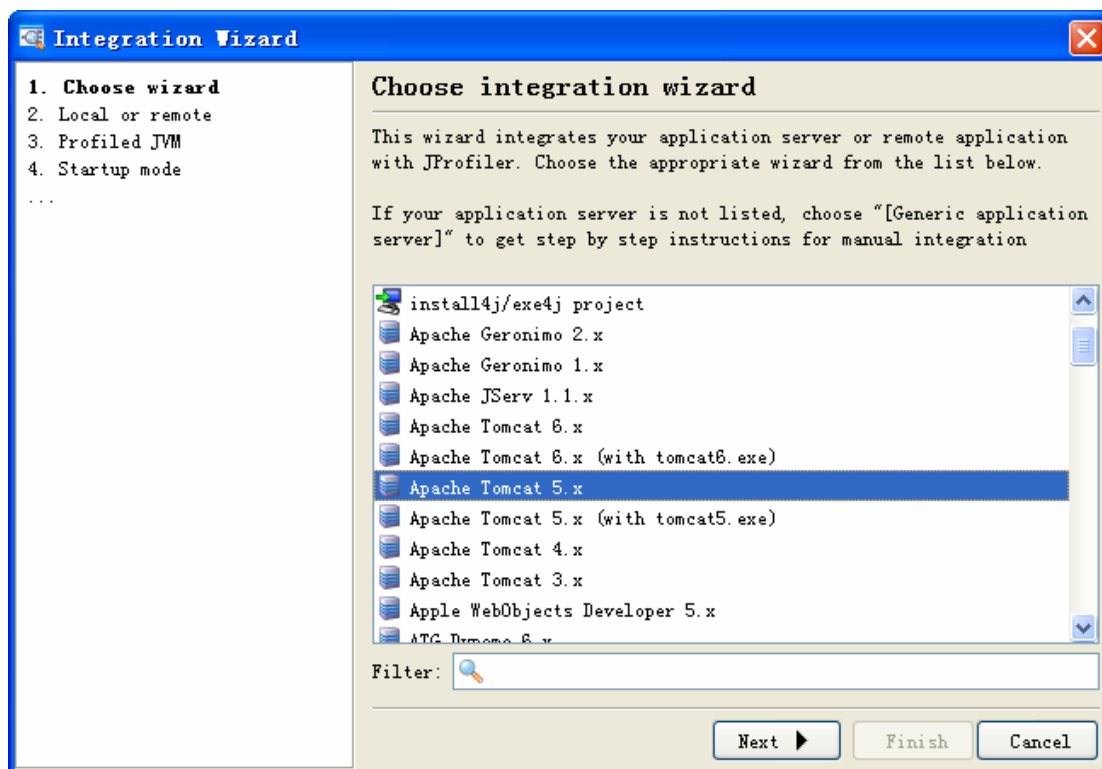 Integration Wizard
1. Choose wizard
2. Local or remote
3. Profiled JVM
4. Startup mode
...
Choose integration wizard
This wizard integrates your application server or remote application
with JProfiler. Choose the appropriate wizard from the list below.
If your application server is not listed, choose "[Generic application
server]" to get step by step instructions for manual integration
install4j/exe4j project
Apache Geronimo 2.x
Apache Geronimo 1.x
Apache JServ 1.1.x
Apache Tomcat 6.x
Apache Tomcat 6.x (with tomcat6.exe)
Apache Tomcat 5.x
Apache Tomcat 5.x (with tomcat5.exe)
Apache Tomcat 4.x
Apache Tomcat 3.x
Apple WebObjects Developer 5.x
ATG Dynamo 6.x
Filter:
Next
Finish
Cancel